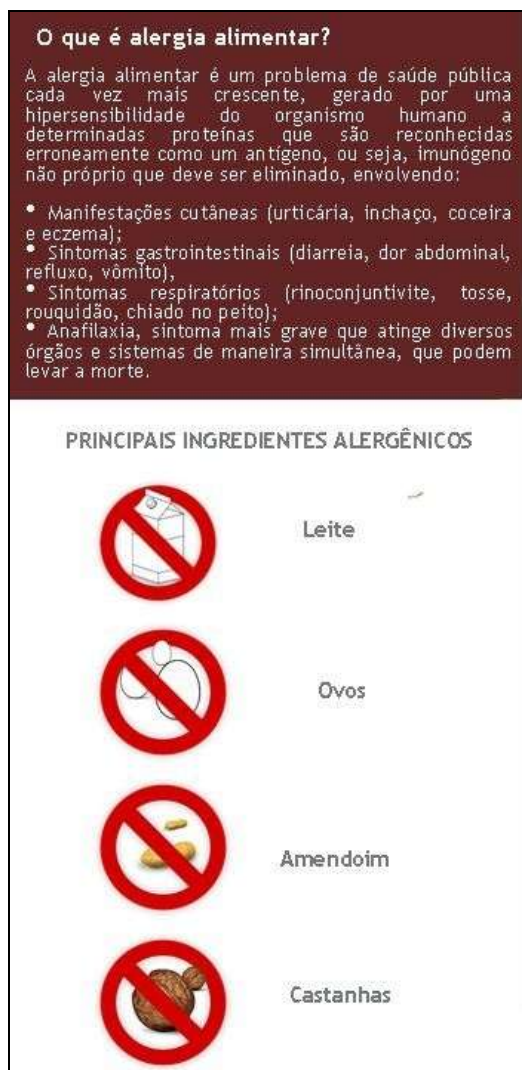 O que é alergia alimentar?
A alergia alimentar é um problema de saúde pública
cada vez mais crescente, gerado por uma
hipersensibilidade do organismo humano a
determinadas proteínas que são reconhecidas
erroneamente como um antígeno, ou seja, imunógeno
não próprio que deve ser eliminado, envolvendo:
• Manifestações cutâneas (urticária, inchaço, coceira
e eczema);
• Sintomas gastrointestinais (diarreia, dor abdominal,
refluxo, vômito),
• Sintomas respiratórios (rinoconjuntivite, tosse,
rouquidão, chiado no peito);
• Anafilaxia, sintoma mais grave que atinge diversos
órgãos e sistemas de maneira simultânea, que podem
levar a morte.
PRINCIPAIS INGREDIENTES ALERGÊNICOS
Leite
Ovos
Amendoim
Castanhas